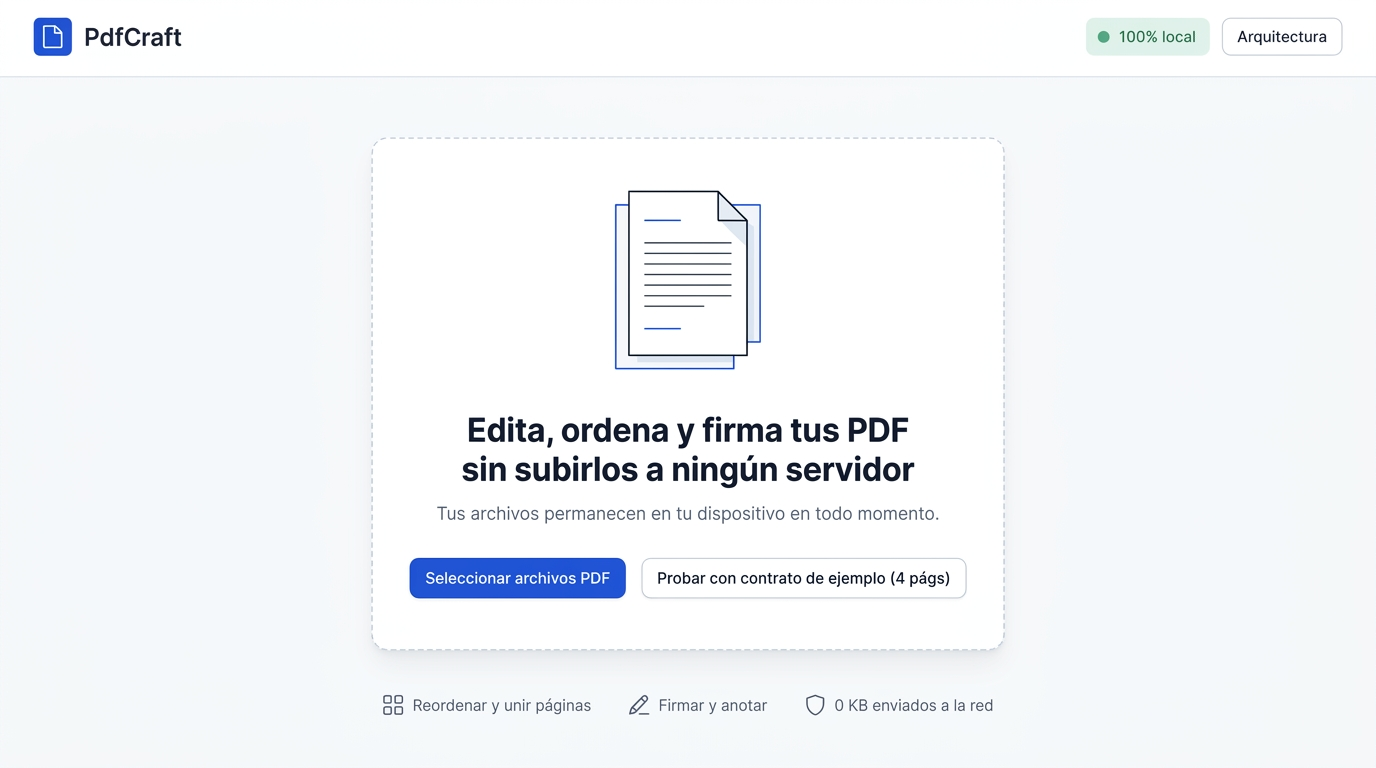 PdfCraft
100% local
Arquitectura
Edita, ordena y firma tus PDF
sin subirlos a ningún servidor
Tus archivos permanecen en tu dispositivo en todo momento.
Seleccionar archivos PDF
Probar con contrato de ejemplo (4 págs)
Reordenar y unir páginas
Firmar y anotar
0 KB enviados a la red